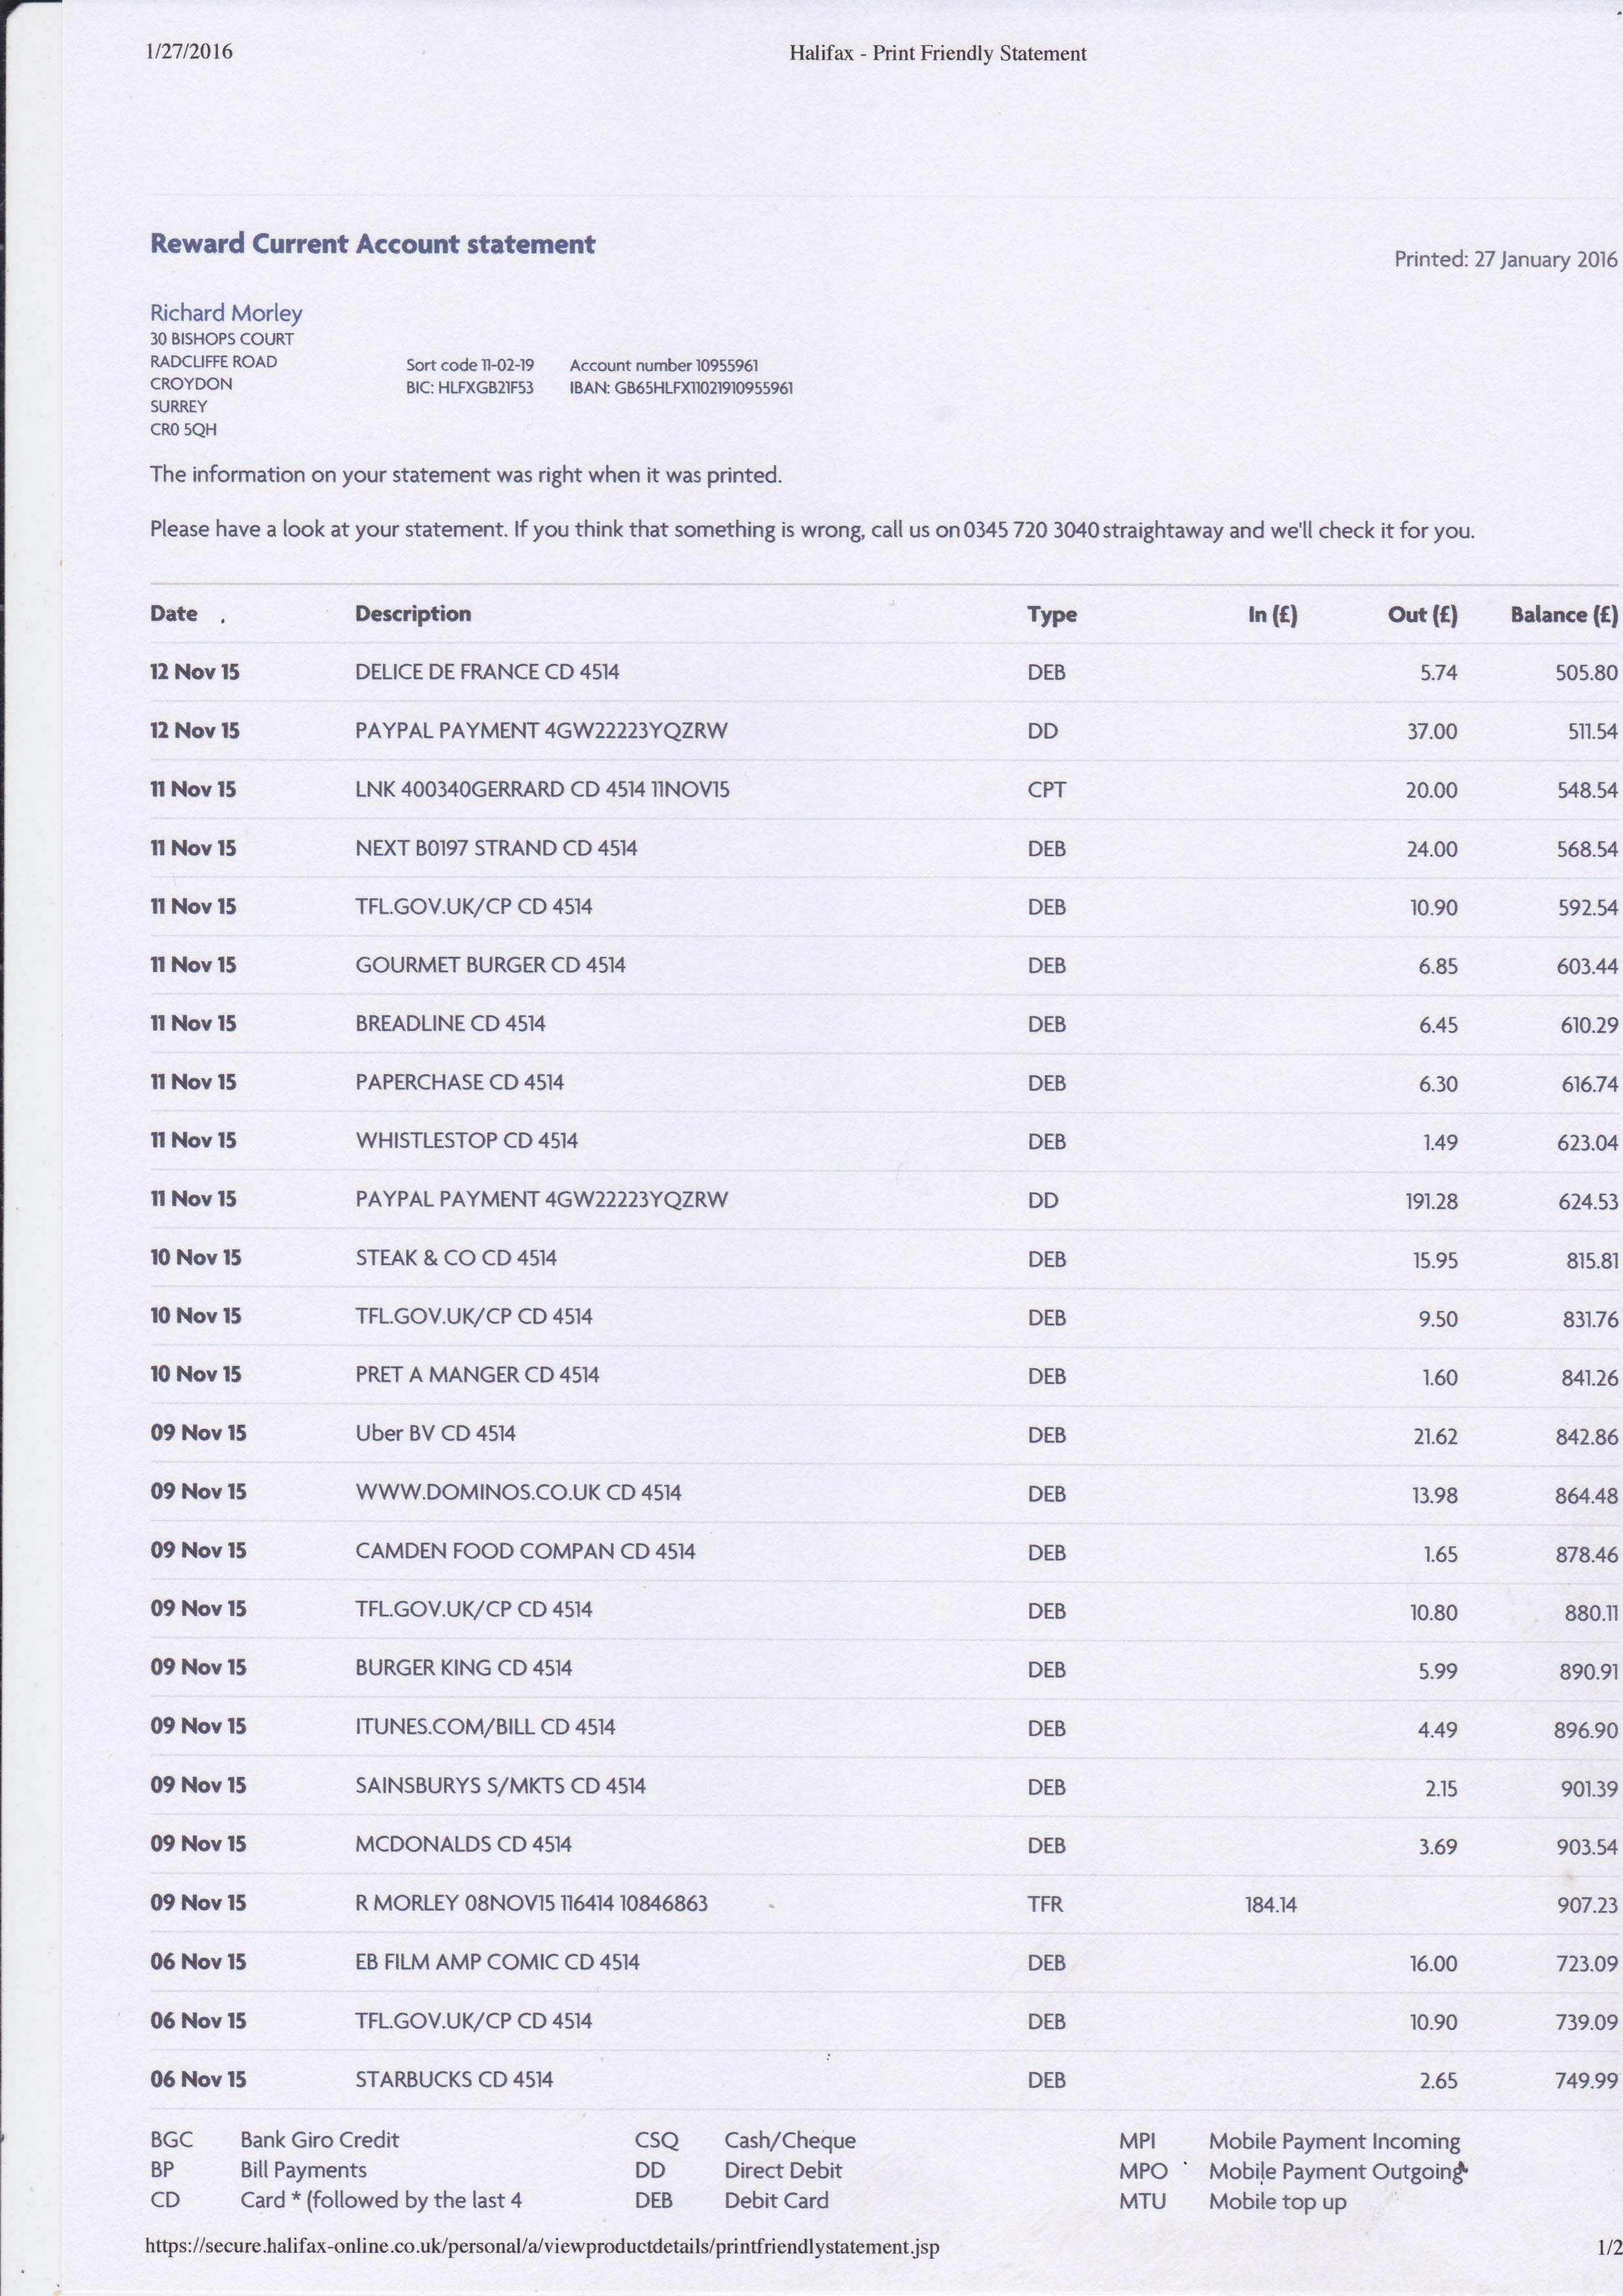 1/27/2016 Halifax - Print Friendly Statement
Reward Current Account statement
Printed: 27 January 2016
Richard Morley
30 BISHOPS COURT
RADCLIFFE ROAD Sort code 11-02-19 Account number 10955961
CROYDON BIC: HLFXGB21F53 IBAN: GB65HLFX11021910955961
SURREY
CR0 5QH
The information on your statement was right when it was printed.
Please have a look at your statement. If you think that something is wrong, call us on 0345 720 3040 straightaway and we'll check it for you.
Date Description Type In (£) Out (£) Balance (£)
12 Nov 15 DELICE DE FRANCE CD 4514 DEB 5.74 505.80
12 Nov 15 PAYPAL PAYMENT 4GW22223YQZRW DD 37.00 511.54
11 Nov 15 LNK 400340GERRARD CD 4514 11NOV15 CPT 20.00 548.54
11 Nov 15 NEXT B0197 STRAND CD 4514 DEB 24.00 568.54
11 Nov 15 TFL.GOV.UK/CP CD 4514 DEB 10.90 592.54
11 Nov 15 GOURMET BURGER CD 4514 DEB 6.85 603.44
11 Nov 15 BREADLINE CD 4514 DEB 6.45 610.29
11 Nov 15 PAPERCHASE CD 4514 DEB 6.30 616.74
11 Nov 15 WHISTLESTOP CD 4514 DEB 1.49 623.04
11 Nov 15 PAYPAL PAYMENT 4GW22223YQZRW DD 191.28 624.53
10 Nov 15 STEAK & CO CD 4514 DEB 15.95 815.81
10 Nov 15 TFL.GOV.UK/CP CD 4514 DEB 9.50 831.76
10 Nov 15 PRET A MANGER CD 4514 DEB 1.60 841.26
09 Nov 15 Uber BV CD 4514 DEB 21.62 842.86
09 Nov 15 WWW.DOMINOS.CO.UK CD 4514 DEB 13.98 864.48
09 Nov 15 CAMDEN FOOD COMPAN CD 4514 DEB 1.65 878.46
09 Nov 15 TFL.GOV.UK/CP CD 4514 DEB 10.80 880.11
09 Nov 15 BURGER KING CD 4514 DEB 5.99 890.91
09 Nov 15 ITUNES.COM/BILL CD 4514 DEB 4.49 896.90
09 Nov 15 SAINSBURYS S/MKTS CD 4514 DEB 2.15 901.39
09 Nov 15 MCDONALDS CD 4514 DEB 3.69 903.54
09 Nov 15 R MORLEY 08NOV15 116414 10846863 TFR 184.14 907.23
06 Nov 15 EB FILM AMP COMIC CD 4514 DEB 16.00 723.09
06 Nov 15 TFL.GOV.UK/CP CD 4514 DEB 10.90 739.09
06 Nov 15 STARBUCKS CD 4514 DEB 2.65 749.99
BGC Bank Giro Credit CSQ Cash/Cheque MPI Mobile Payment Incoming
BP Bill Payments DD Direct Debit MPO Mobile Payment Outgoing
CD Card * (followed by the last 4 DEB Debit Card MTU Mobile top up
https://secure.halifax-online.co.uk/personal/a/viewproductdetails/printfriendlystatement.jsp 1/2